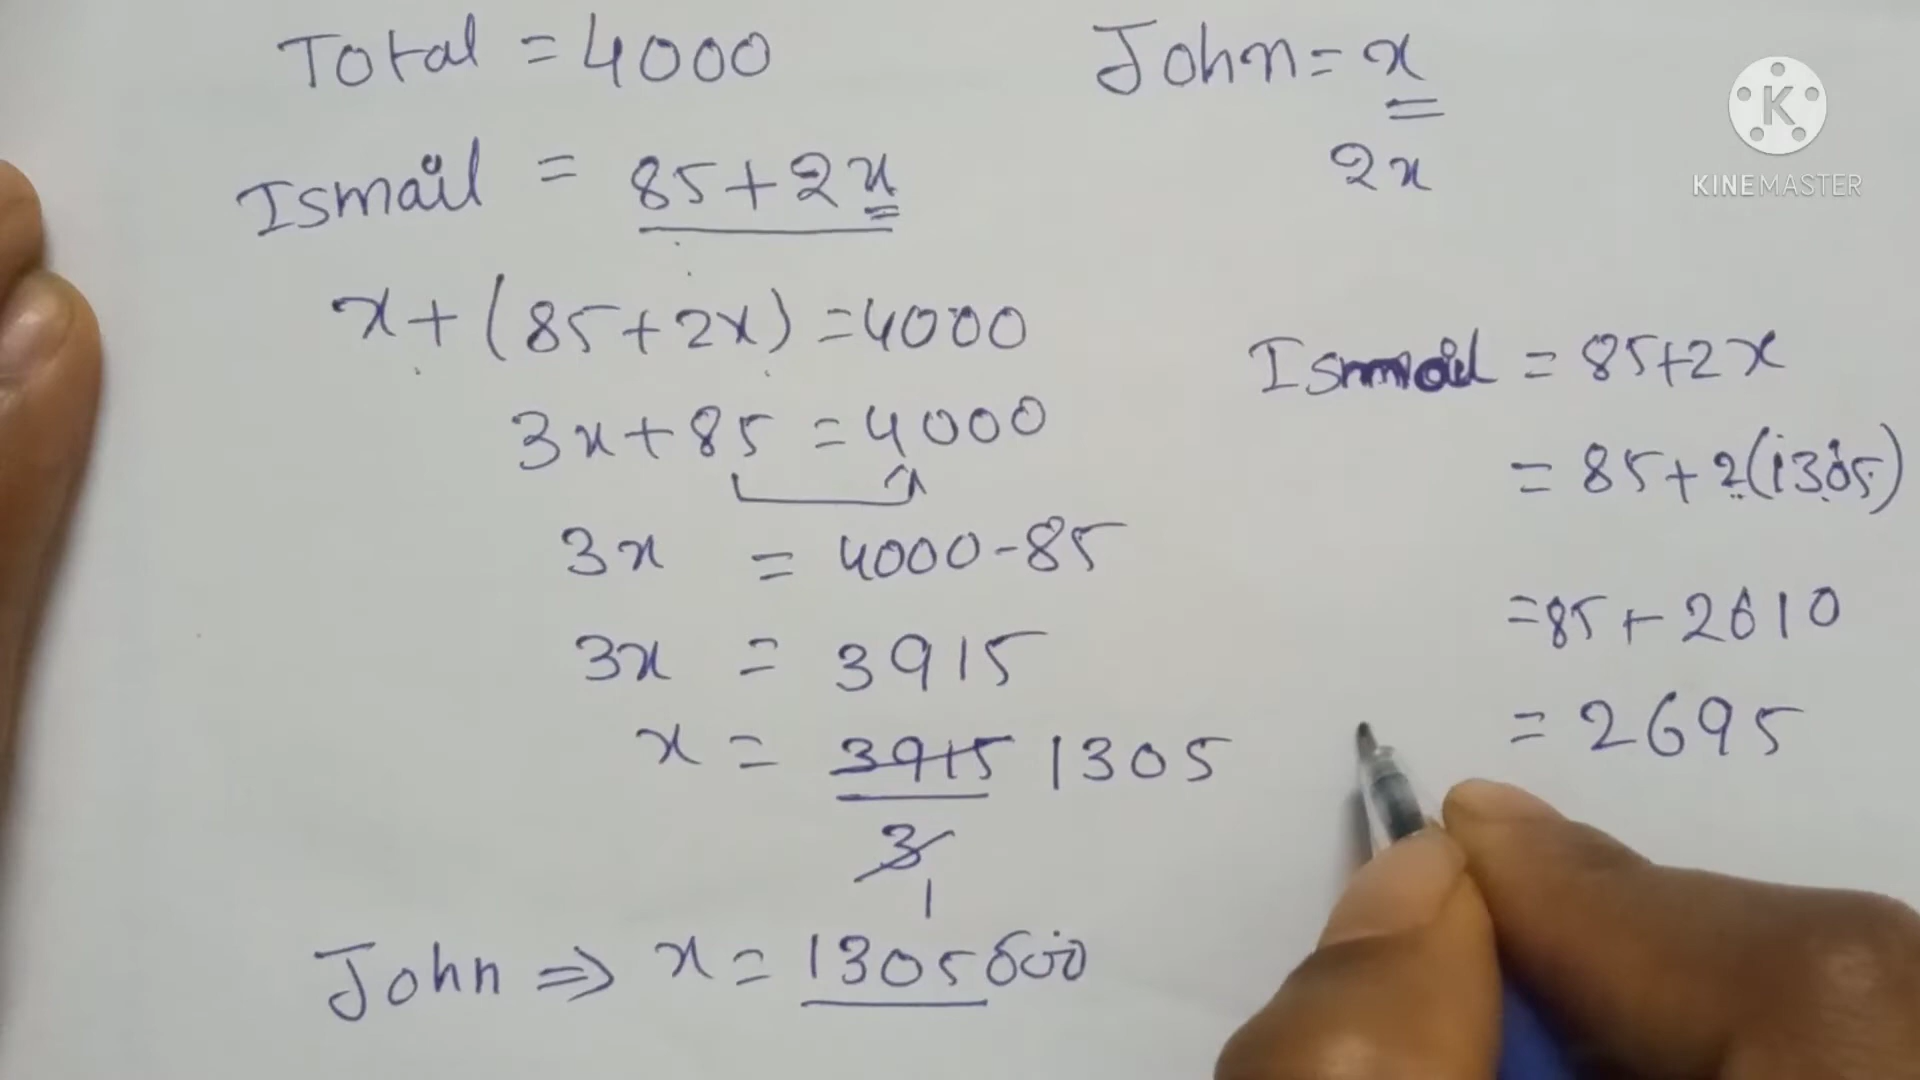 Total = 4000
Ismail = 85+2x
x+(85+2x) = 4000
3x+85 = 4000
3x = 4000-85
3x = 3915
x = 3915 1305
3
1
John ⇒ x = 1305
John = x
2x
Ismail = 85+2x
= 85+2(1305)
= 85+2610
= 2695
K
KINEMASTER